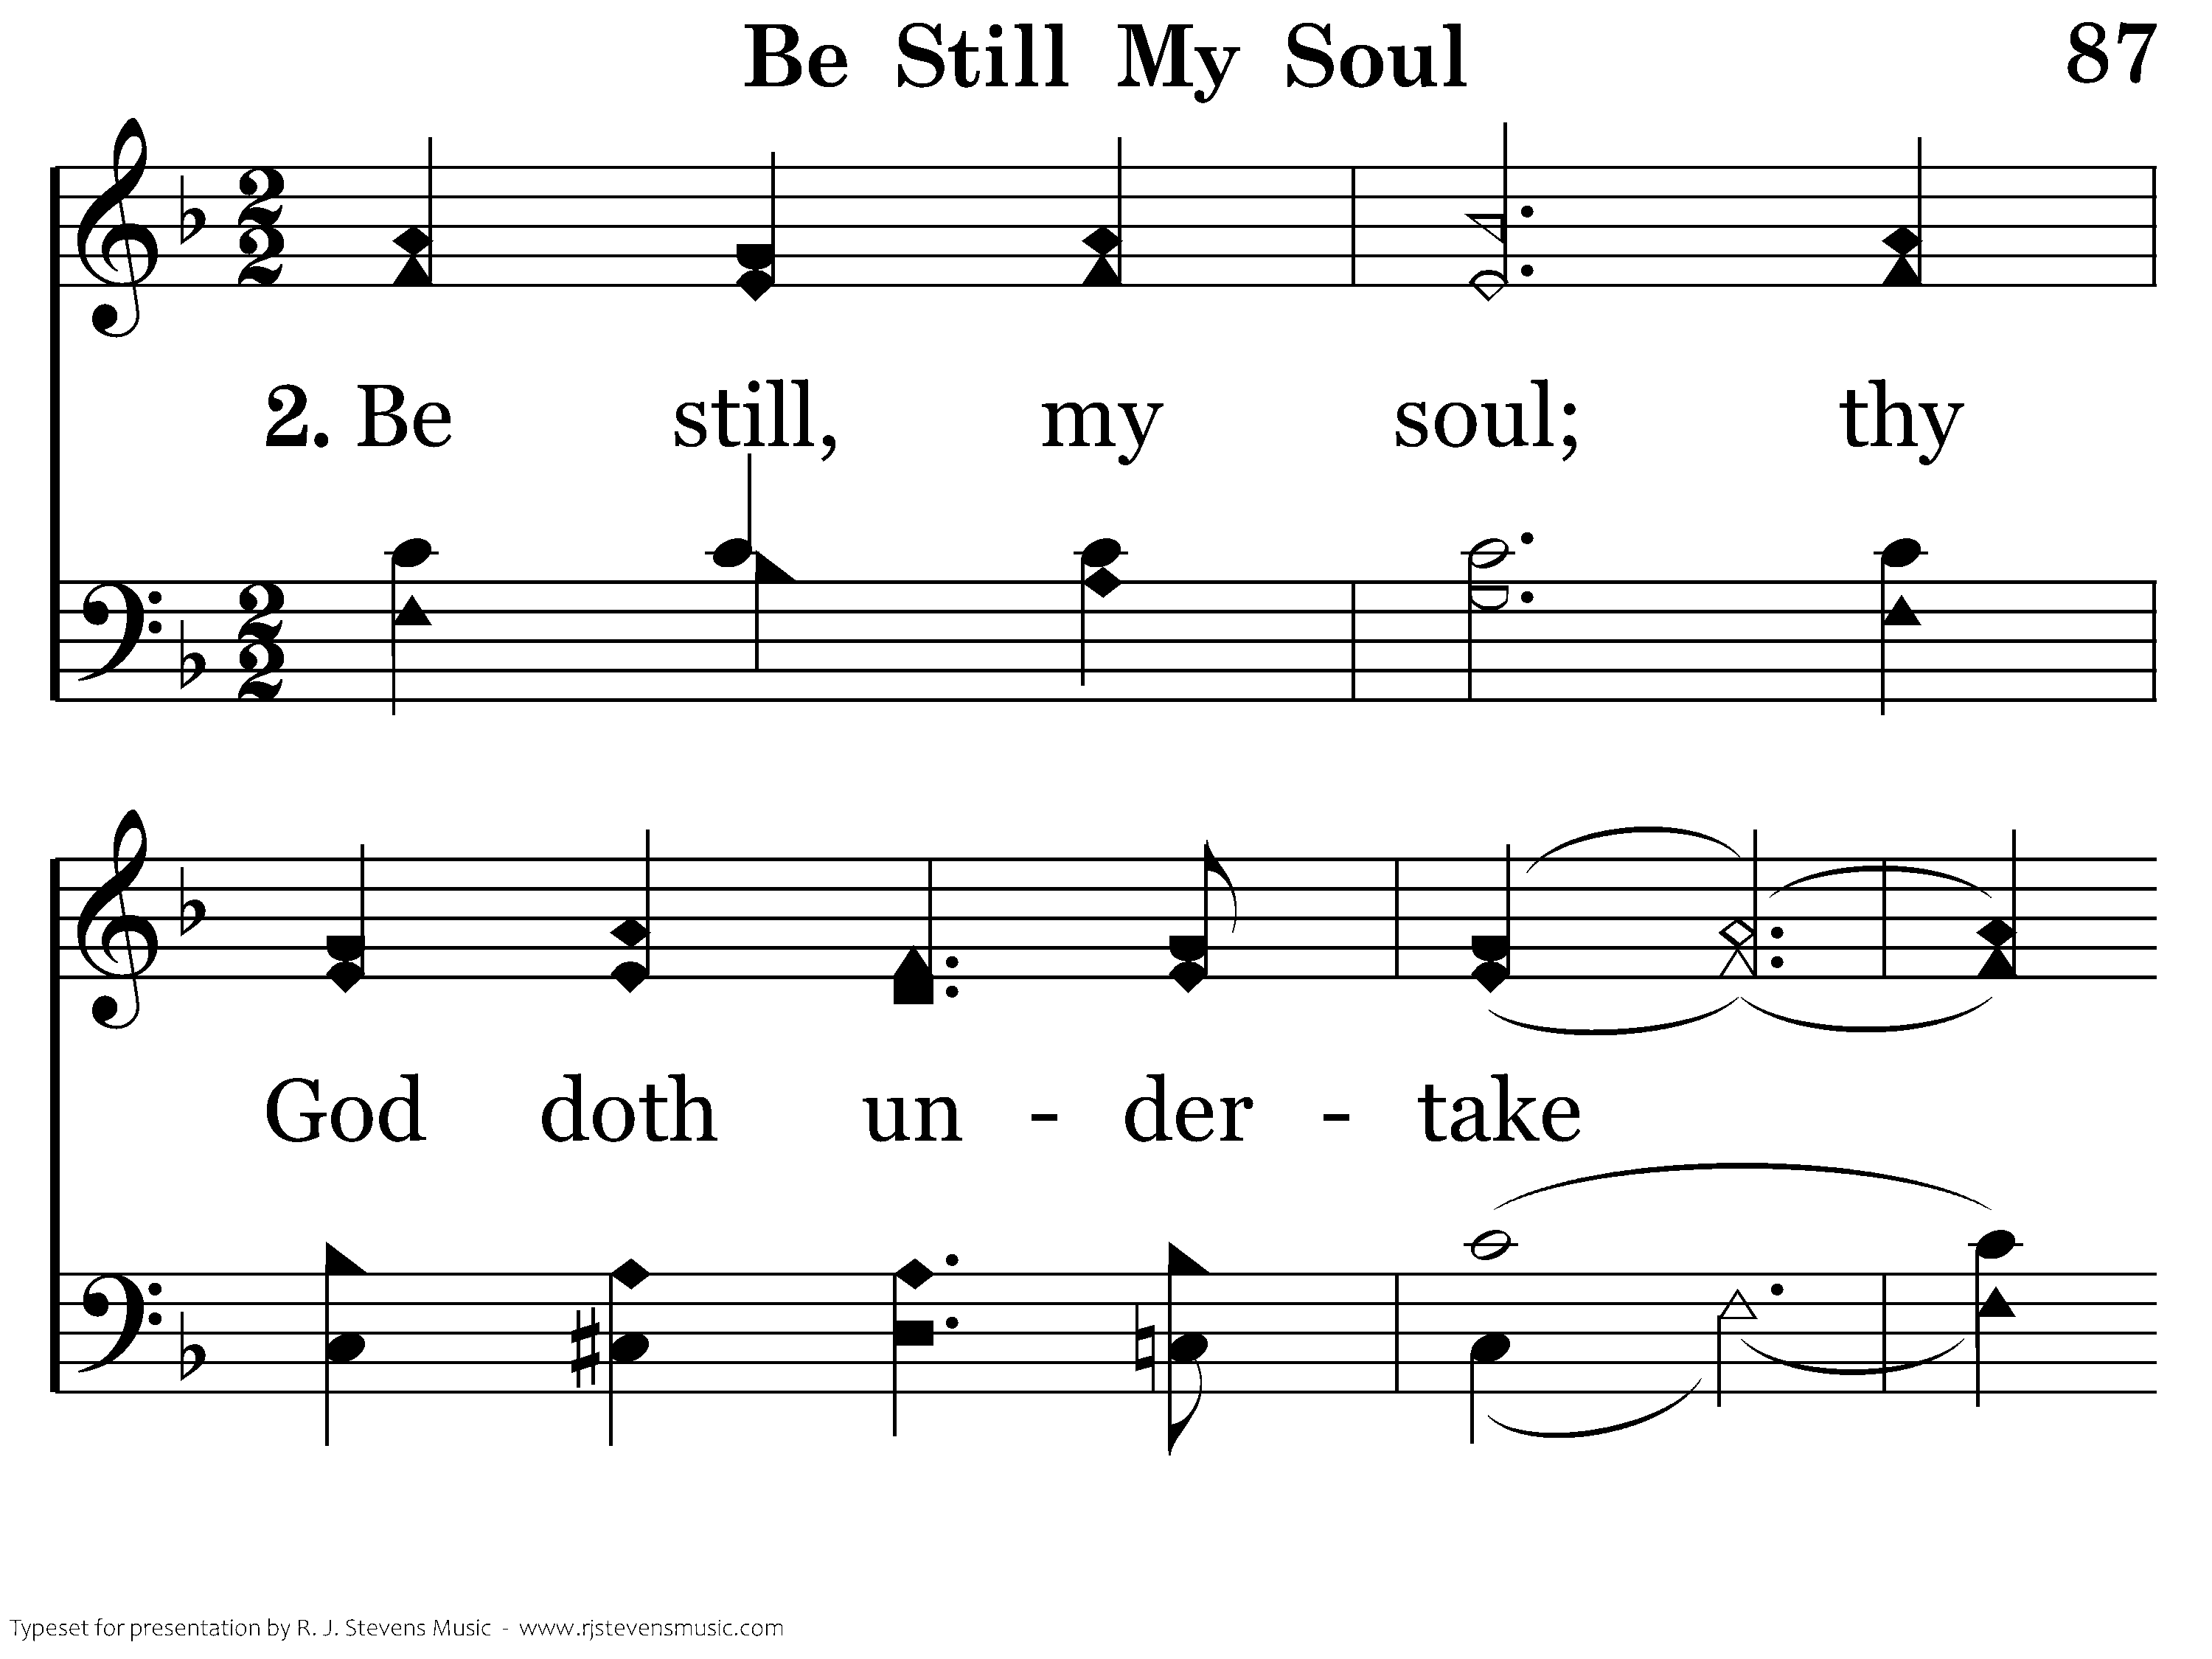 Be Still My Soul 87
2. Be still, my soul; thy
God doth un - der - take
Typeset for presentation by R. J. Stevens Music - www.rjstevensmusic.com